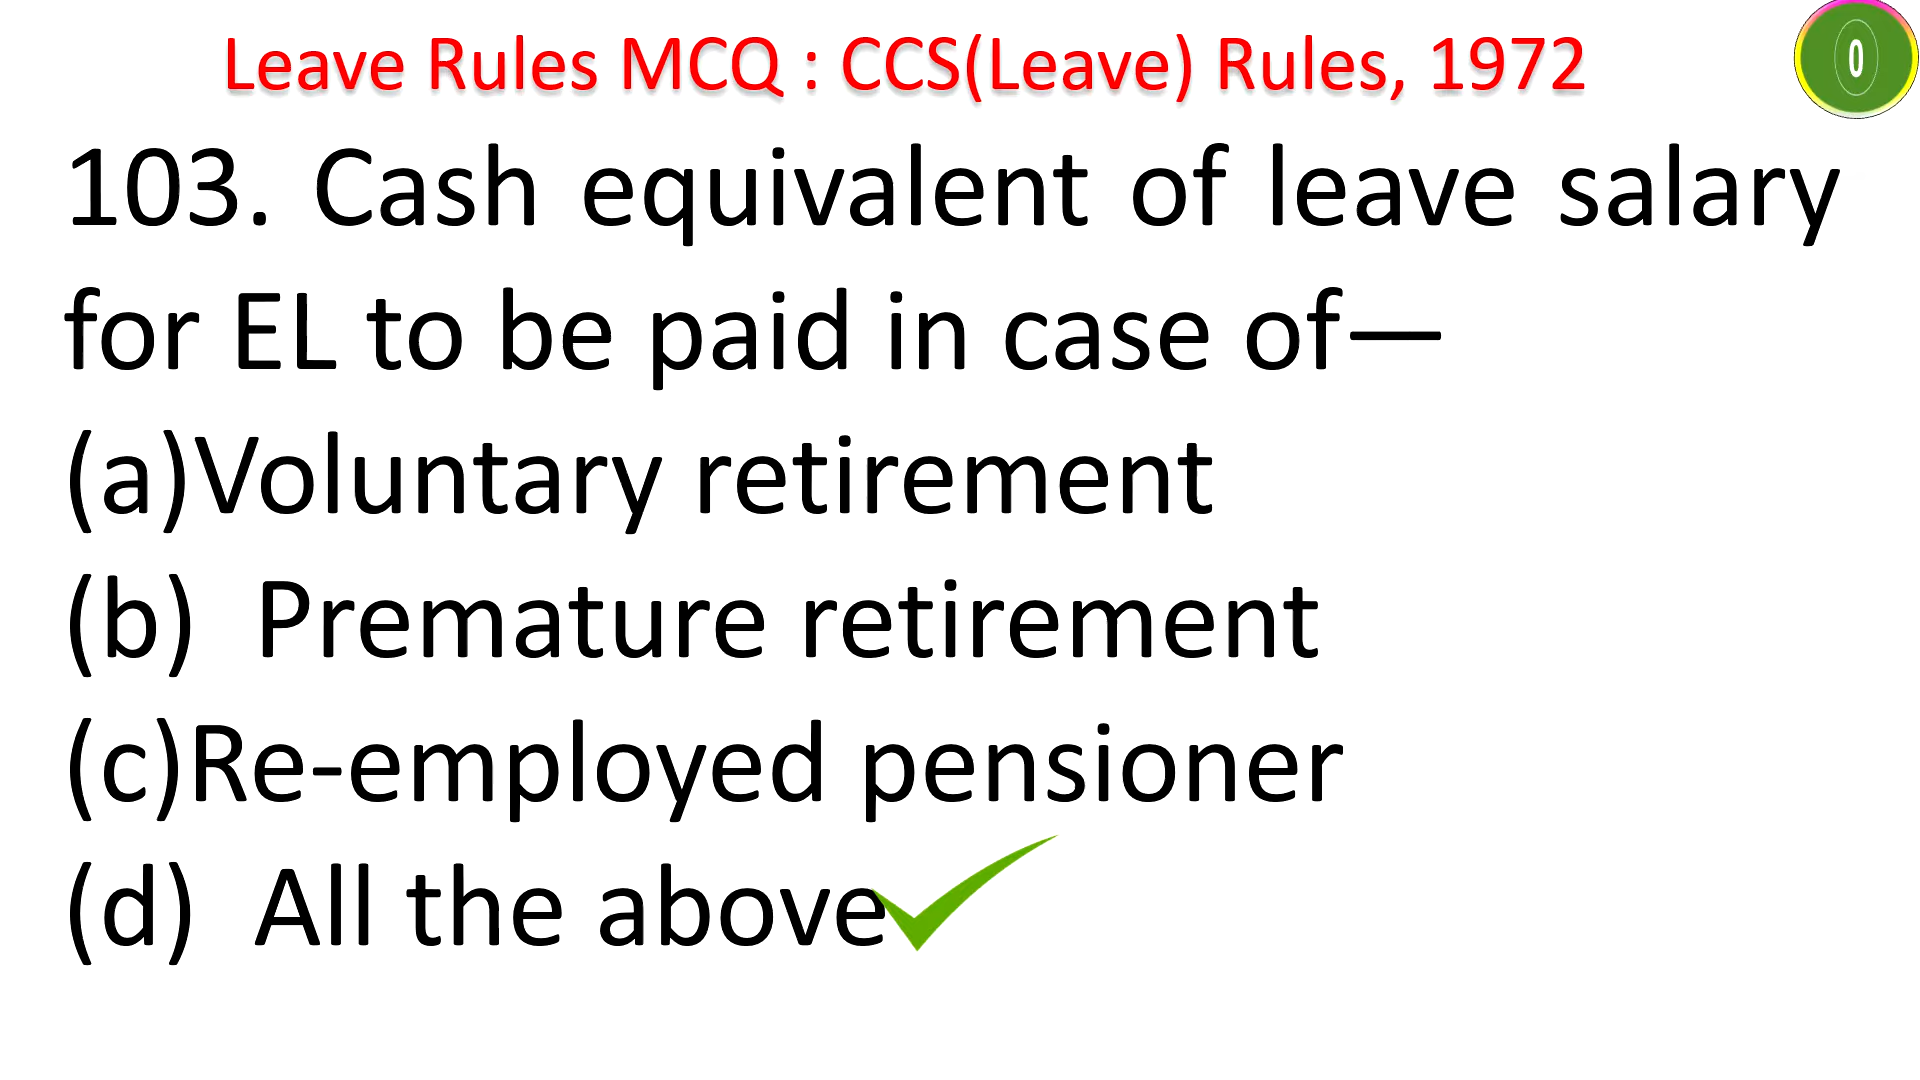 Leave Rules MCQ : CCS(Leave) Rules, 1972
0
103. Cash equivalent of leave salary
for EL to be paid in case of—
(a)Voluntary retirement
(b) Premature retirement
(c)Re-employed pensioner
(d) All the above